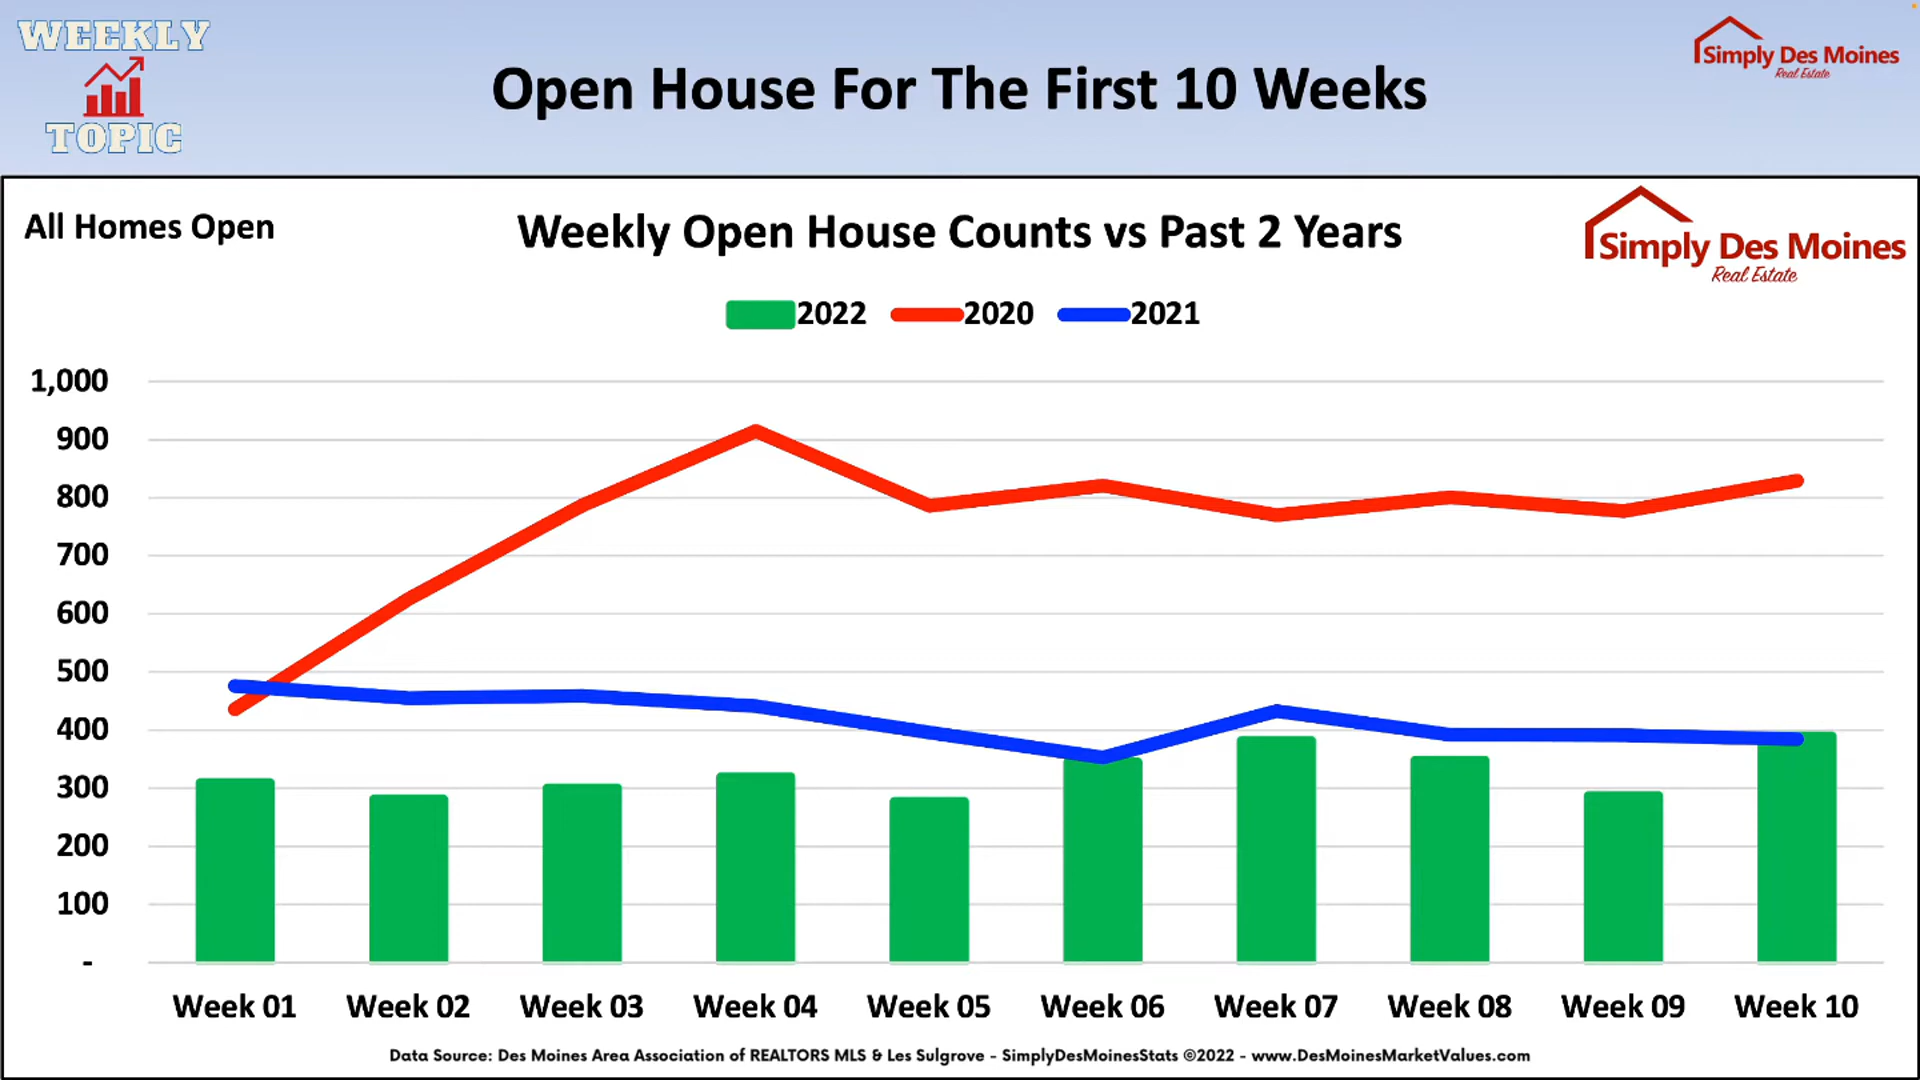 WEEKLY
TOPIC
Open House For The First 10 Weeks
Simply Des Moines
Real Estate
All Homes Open
Weekly Open House Counts vs Past 2 Years
Simply Des Moines
Real Estate
2022 2020 2021
1,000
900
800
700
600
500
400
300
200
100
-
Week 01 Week 02 Week 03 Week 04 Week 05 Week 06 Week 07 Week 08 Week 09 Week 10
Data Source: Des Moines Area Association of REALTORS MLS & Les Sulgrove - SimplyDesMoinesStats ©2022 - www.DesMoinesMarketValues.com